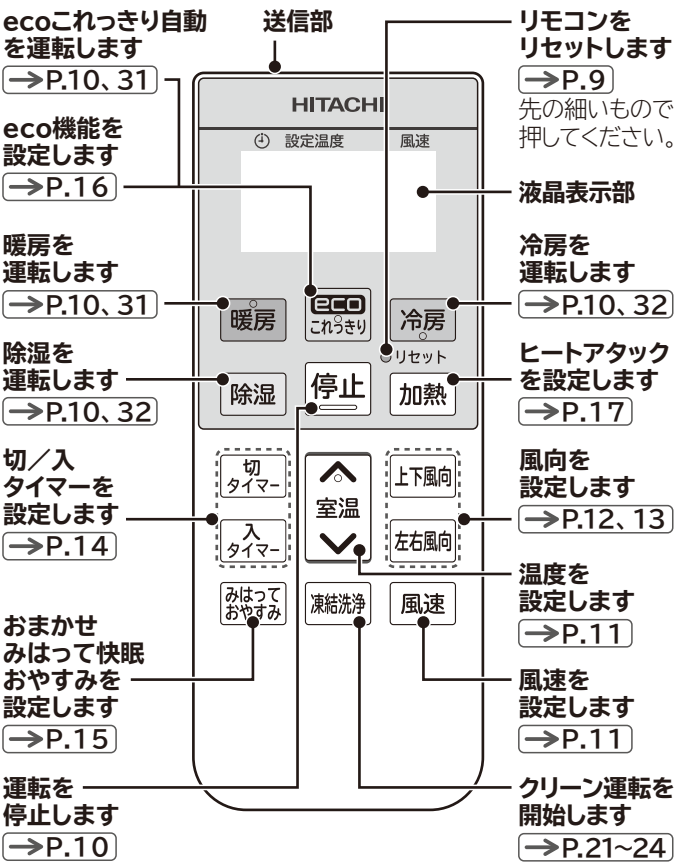 ecoこれっきり自動
を運転します
→P.10、31
eco機能を
設定します
→P.16
暖房を
運転します
→P.10、31
除湿を
運転します
→P.10、32
切／入
タイマーを
設定します
→P.14
おまかせ
みはって快眠
おやすみを
設定します
→P.15
運転を
停止します
→P.10
送信部
HITACHI
設定温度 風速
暖房
eco
これっきり
冷房
リセット
除湿
停止
加熱
切
タイマー
室温
上下風向
入
タイマー
左右風向
みはって
おやすみ
凍結洗浄
風速
リモコンを
リセットします
→P.9
先の細いもので
押してください。
液晶表示部
冷房を
運転します
→P.10、32
ヒートアタック
を設定します
→P.17
風向を
設定します
→P.12、13
温度を
設定します
→P.11
風速を
設定します
→P.11
クリーン運転を
開始します
→P.21~24